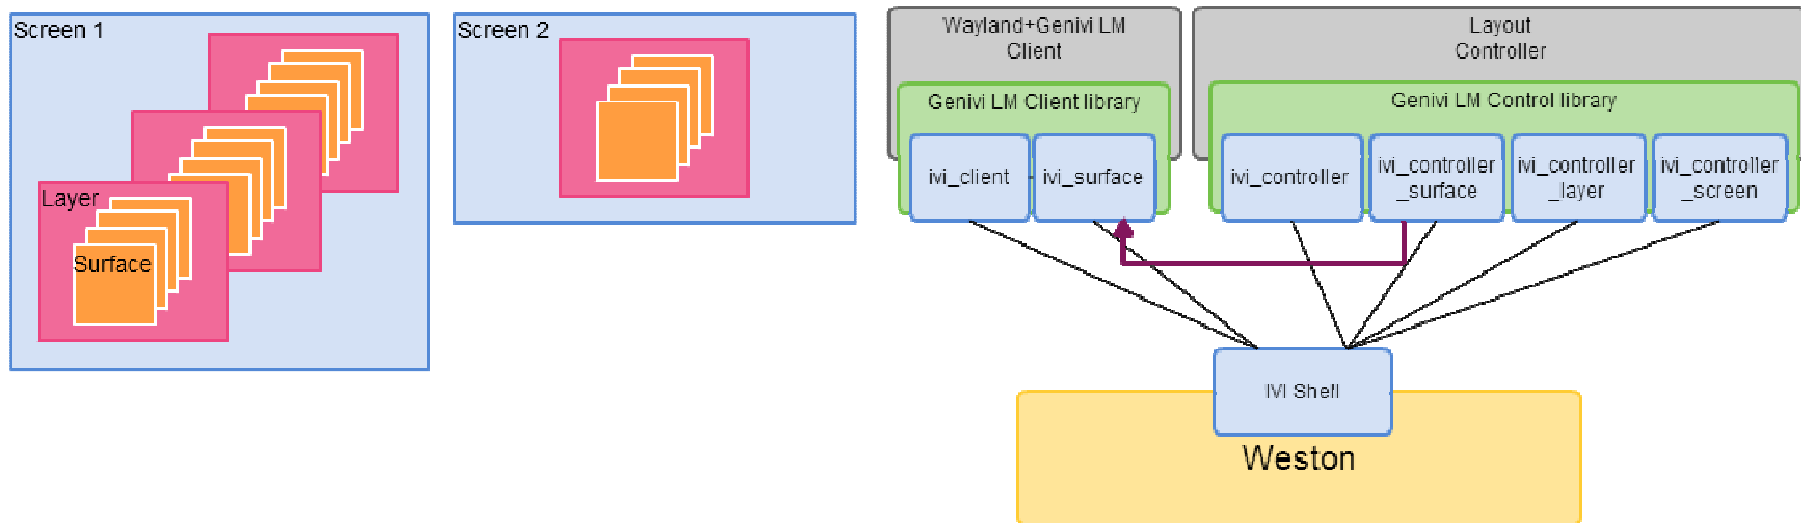 Screen 1
Layer
Surface
Screen 2
Wayland+Genivi LM
Client
Genivi LM Client library
ivi_client
ivi_surface
Layout
Controller
Genivi LM Control library
ivi_controller
ivi_controller
_surface
ivi_controller
_layer
ivi_controller
_screen
IVI Shell
Weston